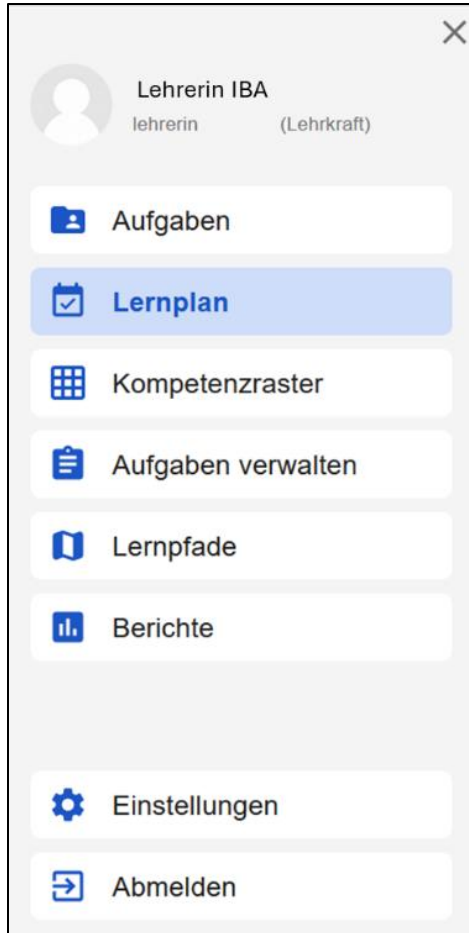 Lehrerin IBA
lehrerin (Lehrkraft)
Aufgaben
Lernplan
Kompetenzraster
Aufgaben verwalten
Lernpfade
Berichte
Einstellungen
Abmelden